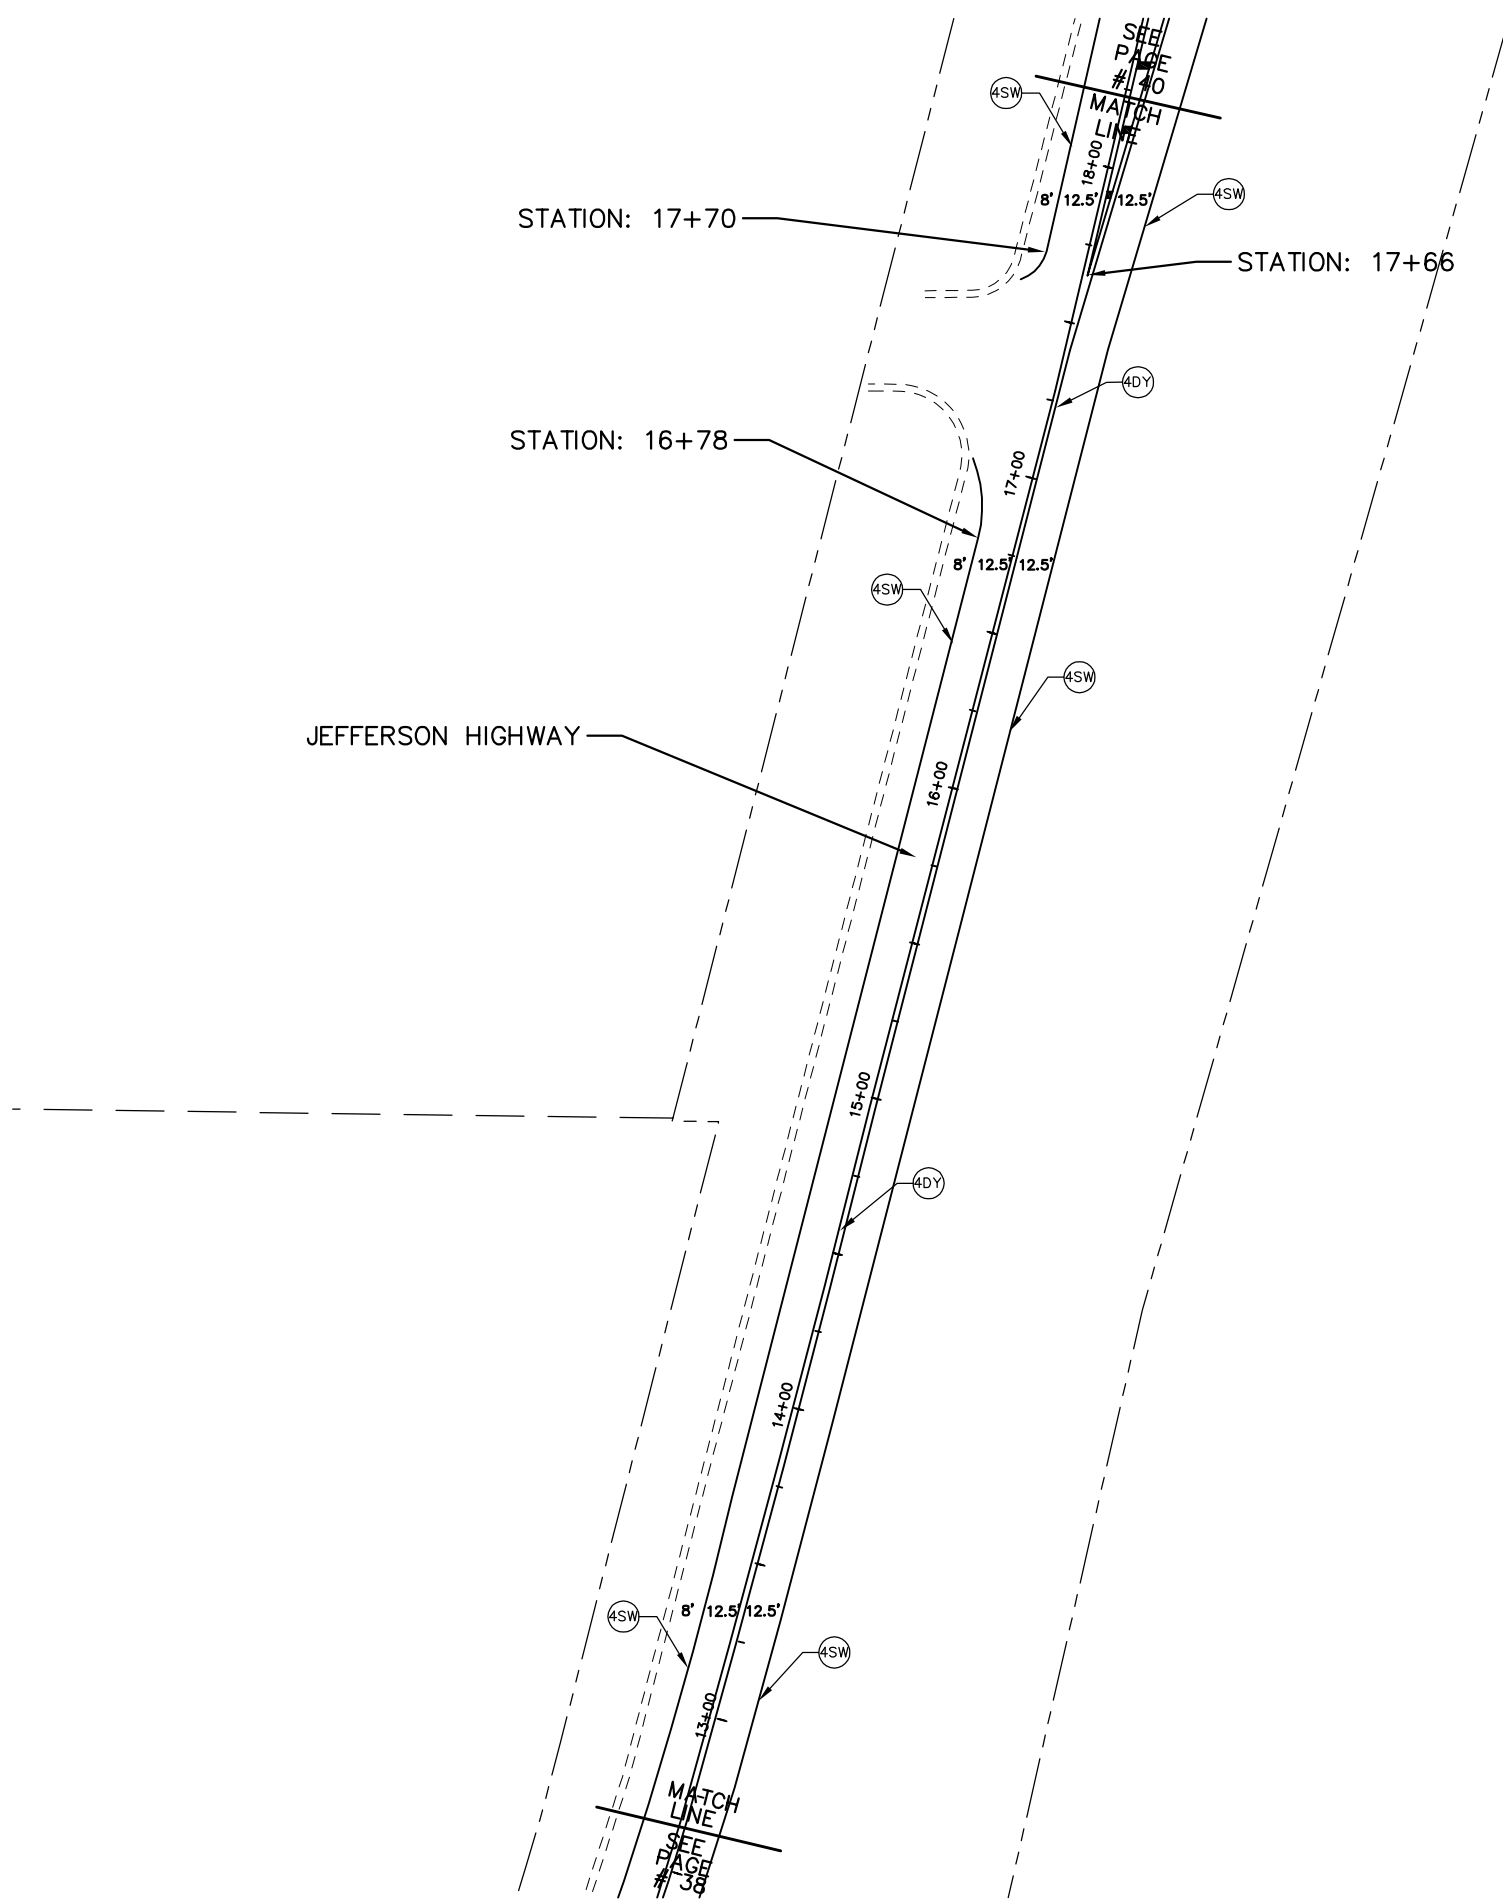 SEE
PAGE
# 40
MATCH
LINE
4SW
18+00
8' 12.5' 12.5'
4SW
STATION: 17+70
STATION: 17+66
4DY
STATION: 16+78
17+00
8' 12.5' 12.5'
4SW
4SW
JEFFERSON HIGHWAY
16+00
15+00
4DY
14+00
8' 12.5' 12.5'
4SW
4SW
13+00
MATCH
LINE
SEE
PAGE
# 38